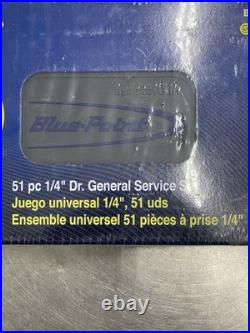 Blue-Point
51 pc 1/4" Dr. General Service
Juego universal 1/4", 51 uds
Ensemble universel 51 pièces à prise 1/4"